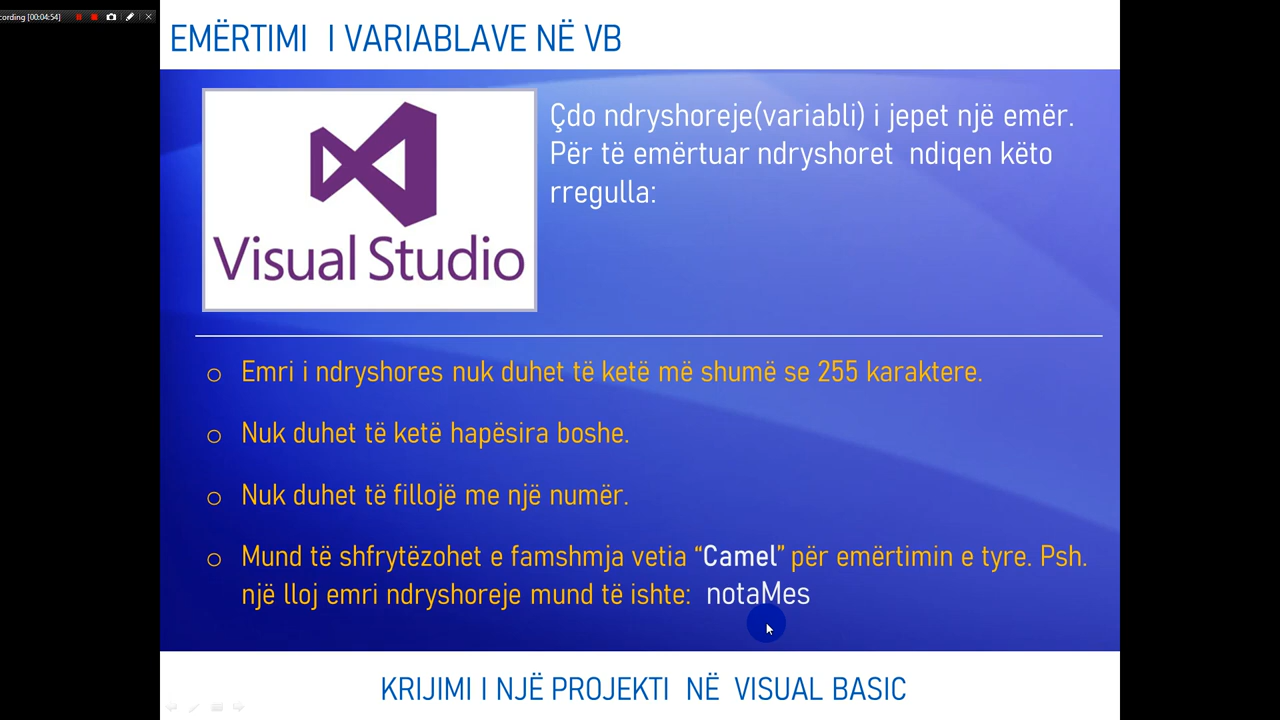 cording [00:04:54]
EMËRTIMI I VARIABLAVE NË VB
Visual Studio
Çdo ndryshoreje(variabli) i jepet një emër.
Për të emërtuar ndryshoret ndiqen këto
rregulla:
o Emri i ndryshores nuk duhet të ketë më shumë se 255 karaktere.
o Nuk duhet të ketë hapësira boshe.
o Nuk duhet të fillojë me një numër.
o Mund të shfrytëzohet e famshmja vetia “Camel” për emërtimin e tyre. Psh.
një lloj emri ndryshoreje mund të ishte: notaMes
KRIJIMI I NJË PROJEKTI NË VISUAL BASIC